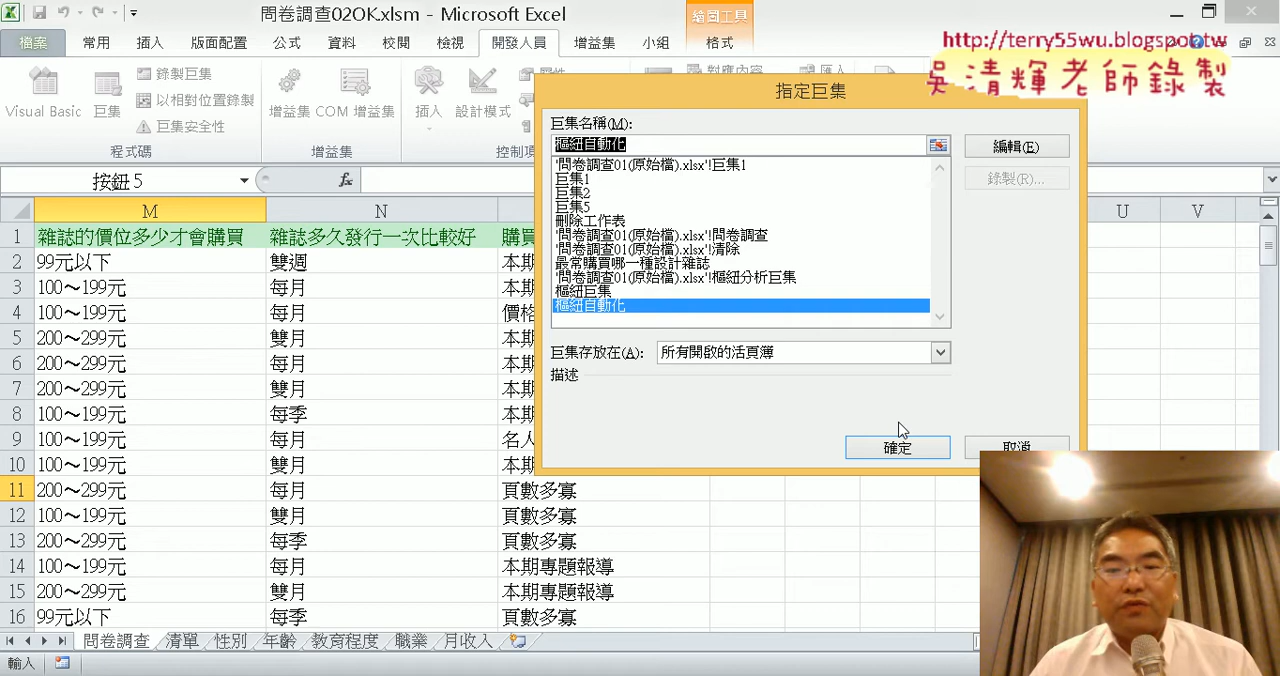 問卷調查02OK.xlsm - Microsoft Excel
繪圖工具
檔案 常用 插入 版面配置 公式 資料 校閱 檢視 開發人員 增益集 小組 格式
http://terry55wu.blogspot.tw
吳清輝老師錄製
Visual Basic 巨集 錄製巨集
以相對位置錄製
巨集安全性
增益集 COM 增益集 插入 設計模式
程式碼 增益集 控制項
指定巨集
巨集名稱(M):
樞紐自動化
'問卷調查01(原始檔).xlsx'!巨集1
巨集1
巨集2
巨集5
刪除工作表
'問卷調查01(原始檔).xlsx'!問卷調查
'問卷調查01(原始檔).xlsx'!清除
最常購買哪一種設計雜誌
'問卷調查01(原始檔).xlsx'!樞紐分析巨集
樞紐巨集
樞紐自動化
編輯(E)
錄製(R)...
巨集存放在(A): 所有開啟的活頁簿
描述
確定 取消
按鈕 5 fx
M N U V
1 雜誌的價位多少才會購買 雜誌多久發行一次比較好 購買
2 99元以下 雙週 本期
3 100～199元 每月 本期
4 100～199元 每月 價格
5 200～299元 雙月 本期
6 200～299元 每月 本期
7 200～299元 雙月 本期
8 100～199元 每季 本期
9 100～199元 每月 名人
10 100～199元 雙月 本期
11 200～299元 每月 頁數多寡
12 100～199元 雙月 頁數多寡
13 200～299元 每季 頁數多寡
14 100～199元 每月 本期專題報導
15 200～299元 雙月 本期專題報導
16 99元以下 每季 頁數多寡
問卷調查 清單 性別 年齡 教育程度 職業 月收入
輸入